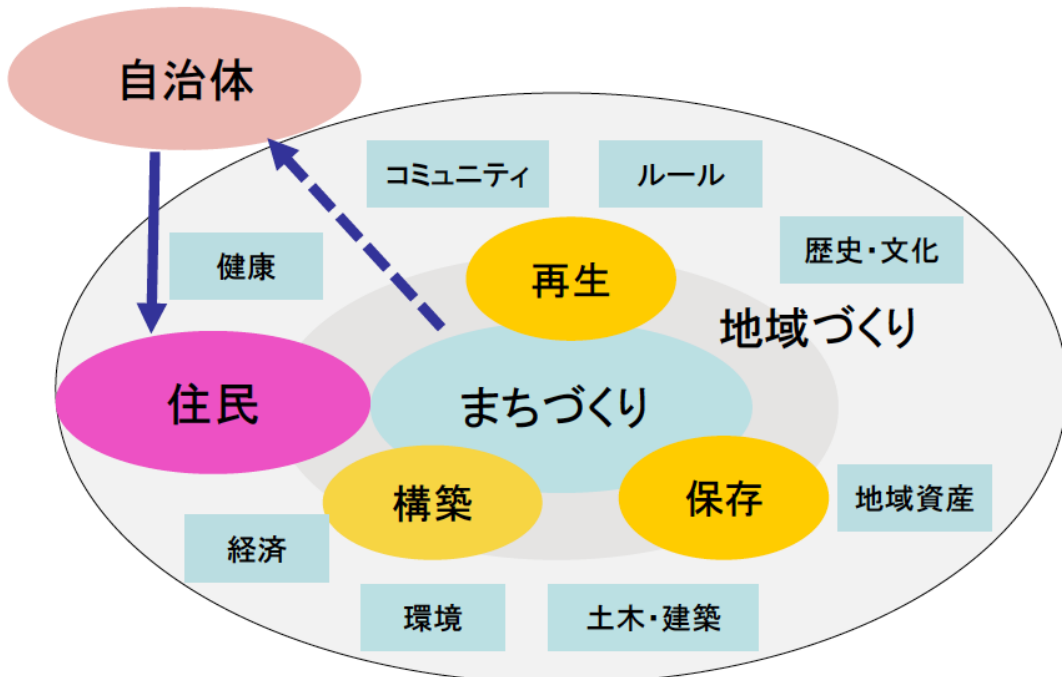 自治体
コミュニティ
ルール
歴史・文化
健康
再生
地域づくり
住民
まちづくり
構築
保存
地域資産
経済
環境
土木・建築